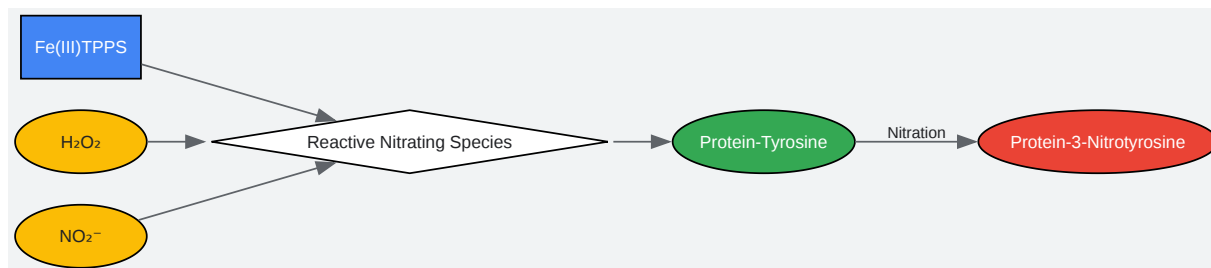 Fe(III)TPPS
H₂O₂
Reactive Nitrating Species
Protein-Tyrosine
Nitration
Protein-3-Nitrotyrosine
NO₂⁻